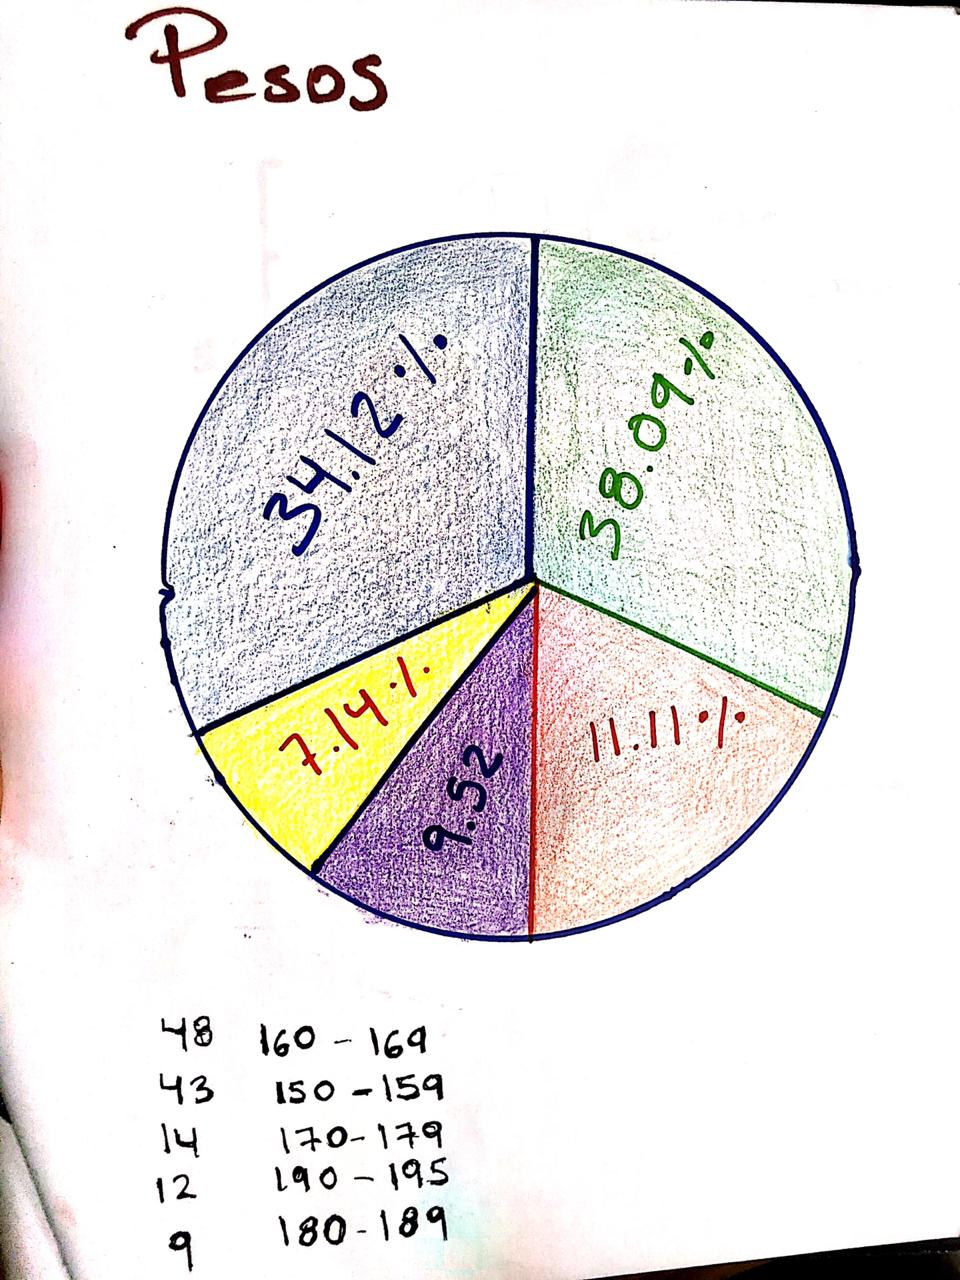 Pesos
34.12%
38.09%
7.14%
9.52
11.11%
48 160 - 169
43 150 - 159
14 170 - 179
12 190 - 195
9 180 - 189